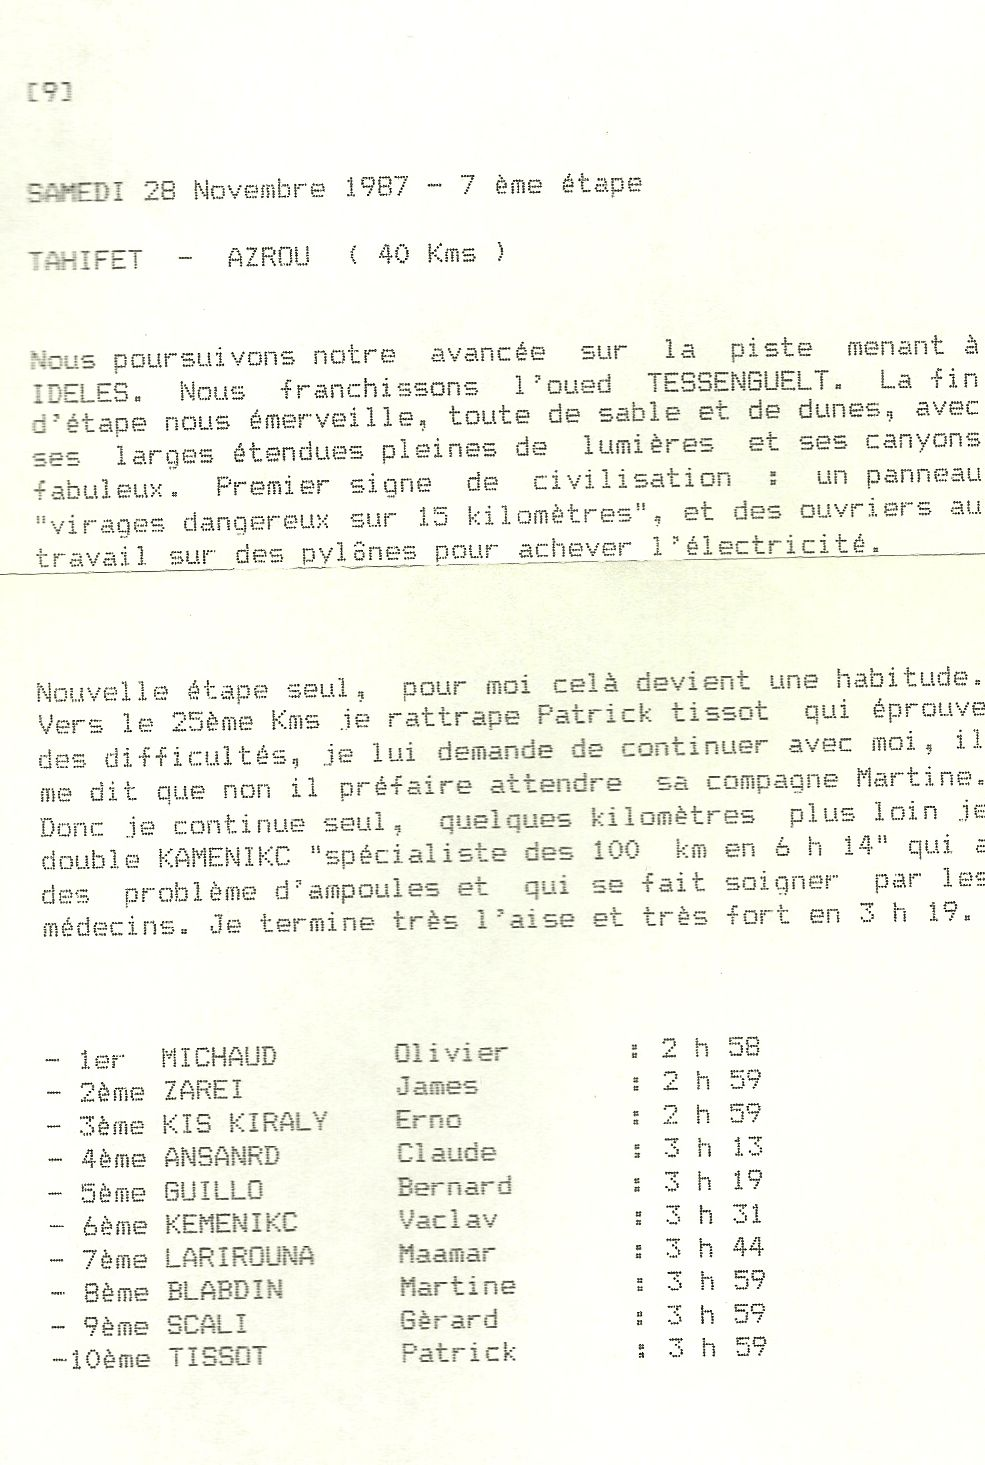 [9]
SAMEDI 28 Novembre 1987 - 7 ème étape
TAHIFET - AZROU ( 40 Kms )
Nous poursuivons notre avancée sur la piste menant à
IDELES. Nous franchissons l'oued TESSENGUELT. La fin
d'étape nous émerveille, toute de sable et de dunes, avec
ses larges étendues pleines de lumières et ses canyons
fabuleux. Premier signe de civilisation : un panneau
"virages dangereux sur 15 kilomètres", et des ouvriers au
travail sur des pylônes pour achever l'électricité.
Nouvelle étape seul, pour moi celà devient une habitude.
Vers le 25ème Kms je rattrape Patrick tissot qui éprouve
des difficultés, je lui demande de continuer avec moi, il
me dit que non il préfaire attendre sa compagne Martine.
Donc je continue seul, quelques kilomètres plus loin je
double KAMENIKC "spécialiste des 100 km en 6 h 14" qui a
des problème d'ampoules et qui se fait soigner par les
médecins. Je termine très l'aise et très fort en 3 h 19.
- 1er MICHAUD Olivier : 2 h 58
- 2ème ZAREI James : 2 h 59
- 3ème KIS KIRALY Erno : 2 h 59
- 4ème ANSANRD Claude : 3 h 13
- 5ème GUILLO Bernard : 3 h 19
- 6ème KEMENIKC Vaclav : 3 h 31
- 7ème LARIROUNA Maamar : 3 h 44
- 8ème BLABDIN Martine : 3 h 59
- 9ème SCALI Gèrard : 3 h 59
-10ème TISSOT Patrick : 3 h 59